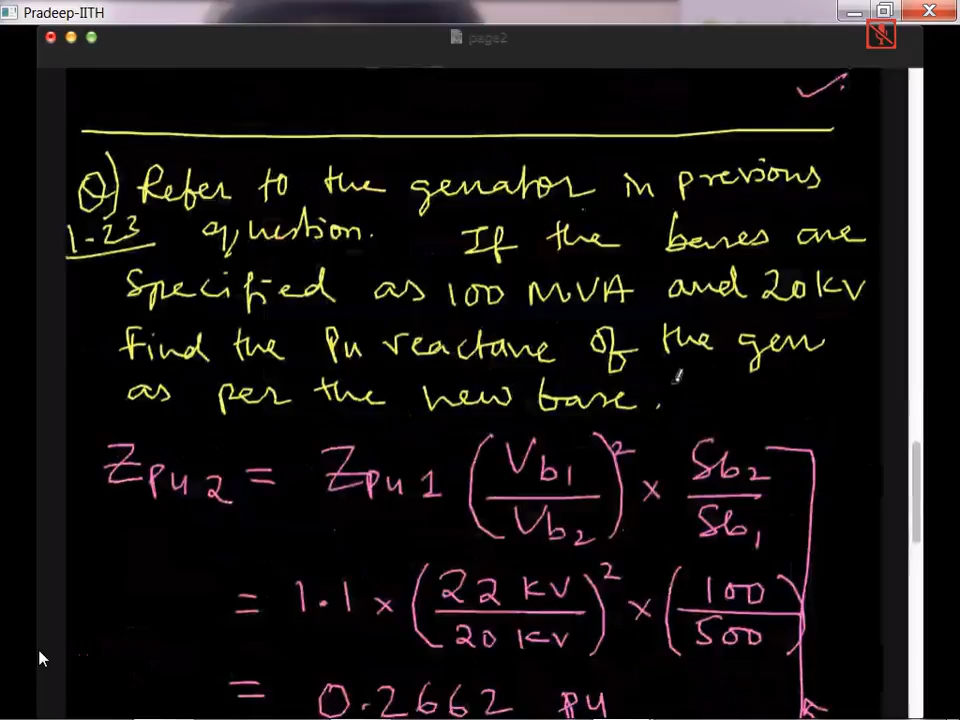 Pradeep-IITH
page2
Q) Refer to the genator in previous
1-23 question. If the bases are
Specified as 100 MVA and 20 KV
Find the Pu reactane of the gen
as per the new base.
Zpu2 = Zpu1 (Vb1/Vb2)² × Sb2/Sb1
= 1.1 × (22 KV/20 KV)² × (100/500)
= 0.2662 pu